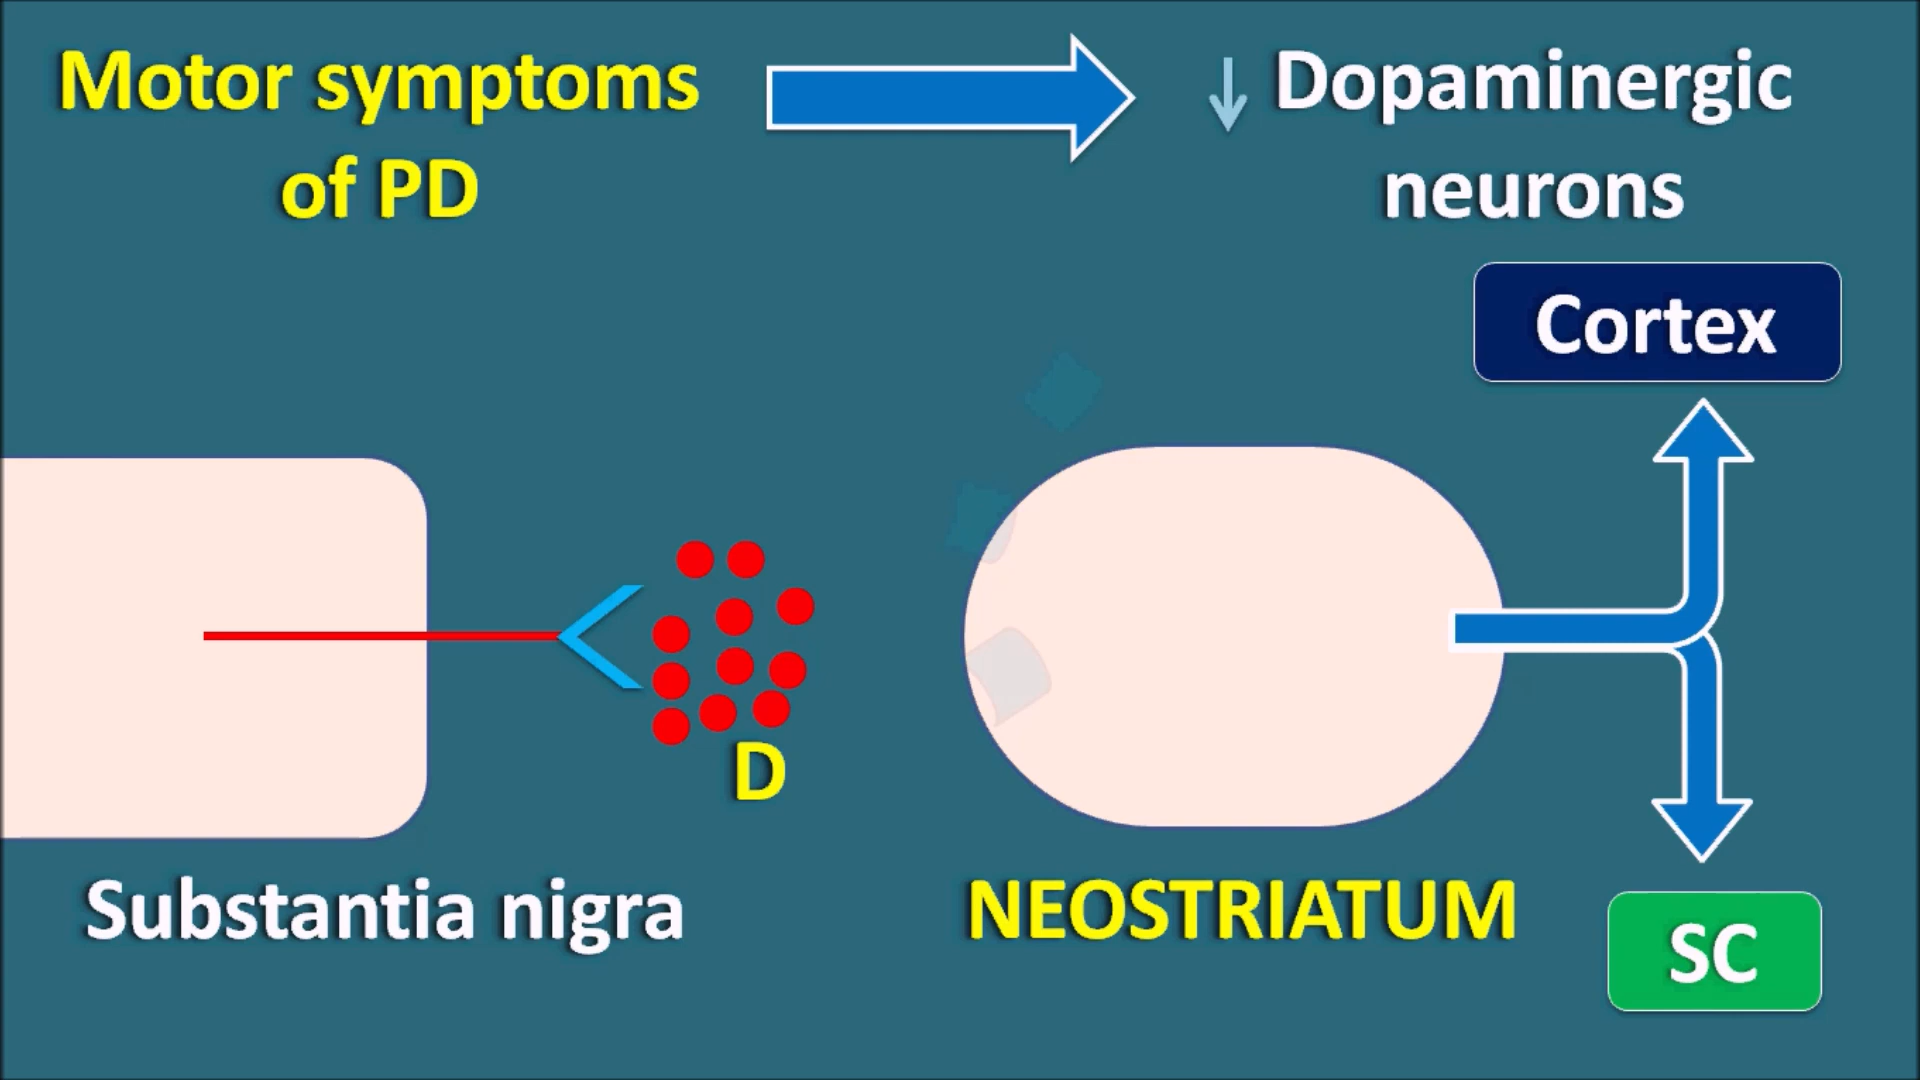 Motor symptoms
of PD
↓ Dopaminergic
neurons
Cortex
D
Substantia nigra
NEOSTRIATUM
SC